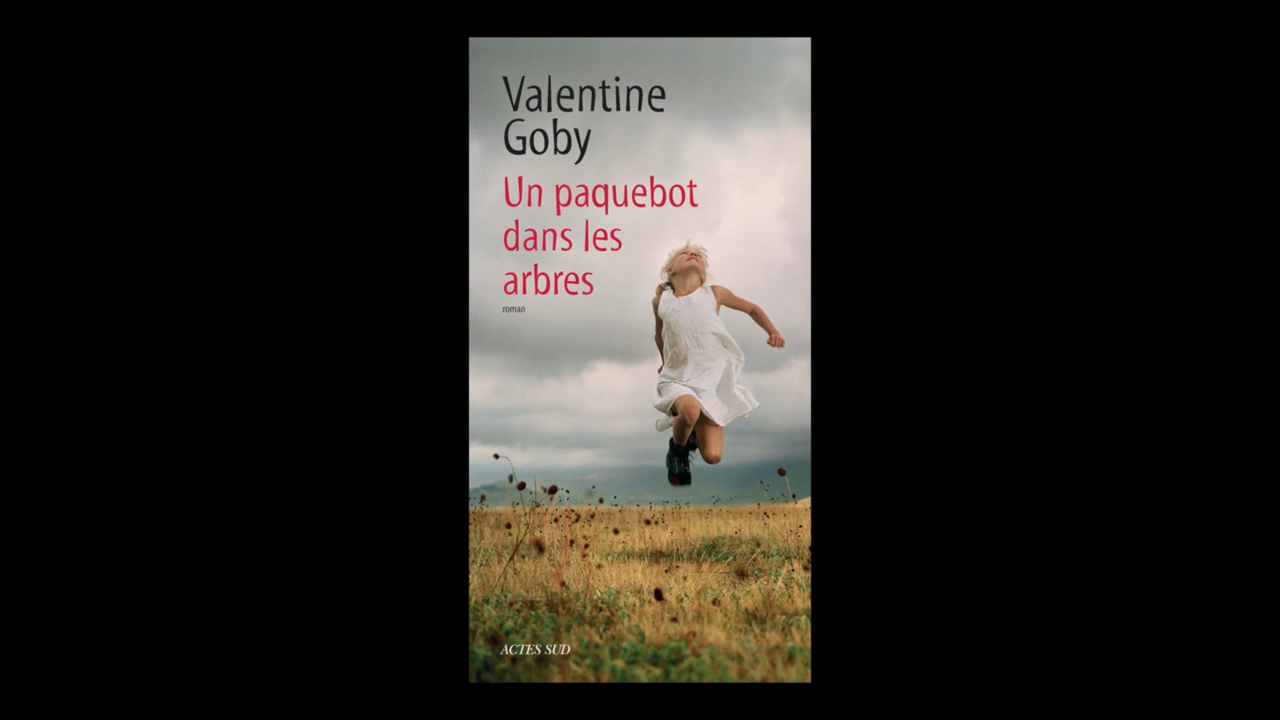 Valentine
Goby
Un paquebot
dans les
arbres
roman
ACTES SUD